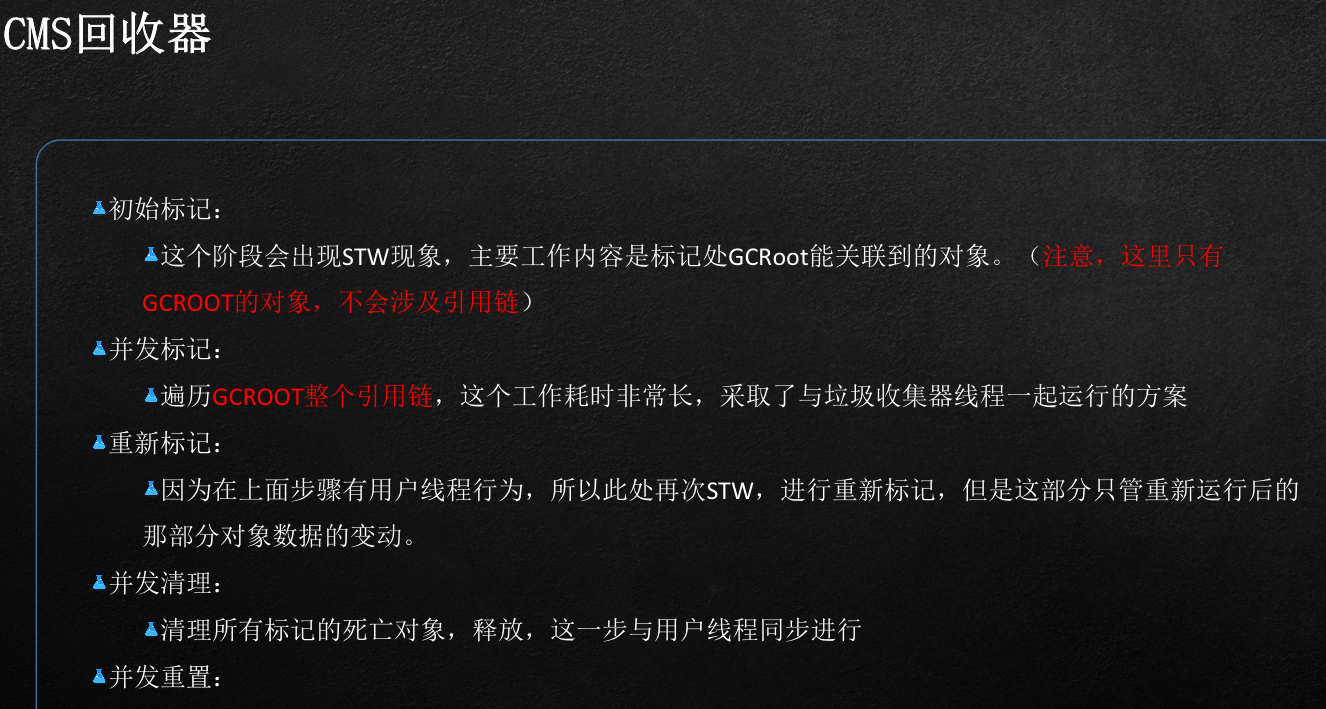 CMS回收器
初始标记：
这个阶段会出现STW现象，主要工作内容是标记处GCRoot能关联到的对象。（注意，这里只有
GCROOT的对象，不会涉及引用链）
并发标记：
遍历GCROOT整个引用链，这个工作耗时非常长，采取了与垃圾收集器线程一起运行的方案
重新标记：
因为在上面步骤有用户线程行为，所以此处再次STW，进行重新标记，但是这部分只管重新运行后的
那部分对象数据的变动。
并发清理：
清理所有标记的死亡对象，释放，这一步与用户线程同步进行
并发重置：